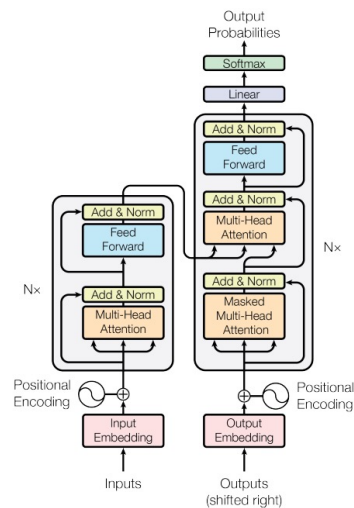 Output
Probabilities
Softmax
Linear
Add & Norm
Feed
Forward
Add & Norm
Multi-Head
Attention
Add & Norm
Masked
Multi-Head
Attention
Nx
Add & Norm
Feed
Forward
Add & Norm
Multi-Head
Attention
Nx
Positional
Encoding
Positional
Encoding
Input
Embedding
Output
Embedding
Inputs
Outputs
(shifted right)